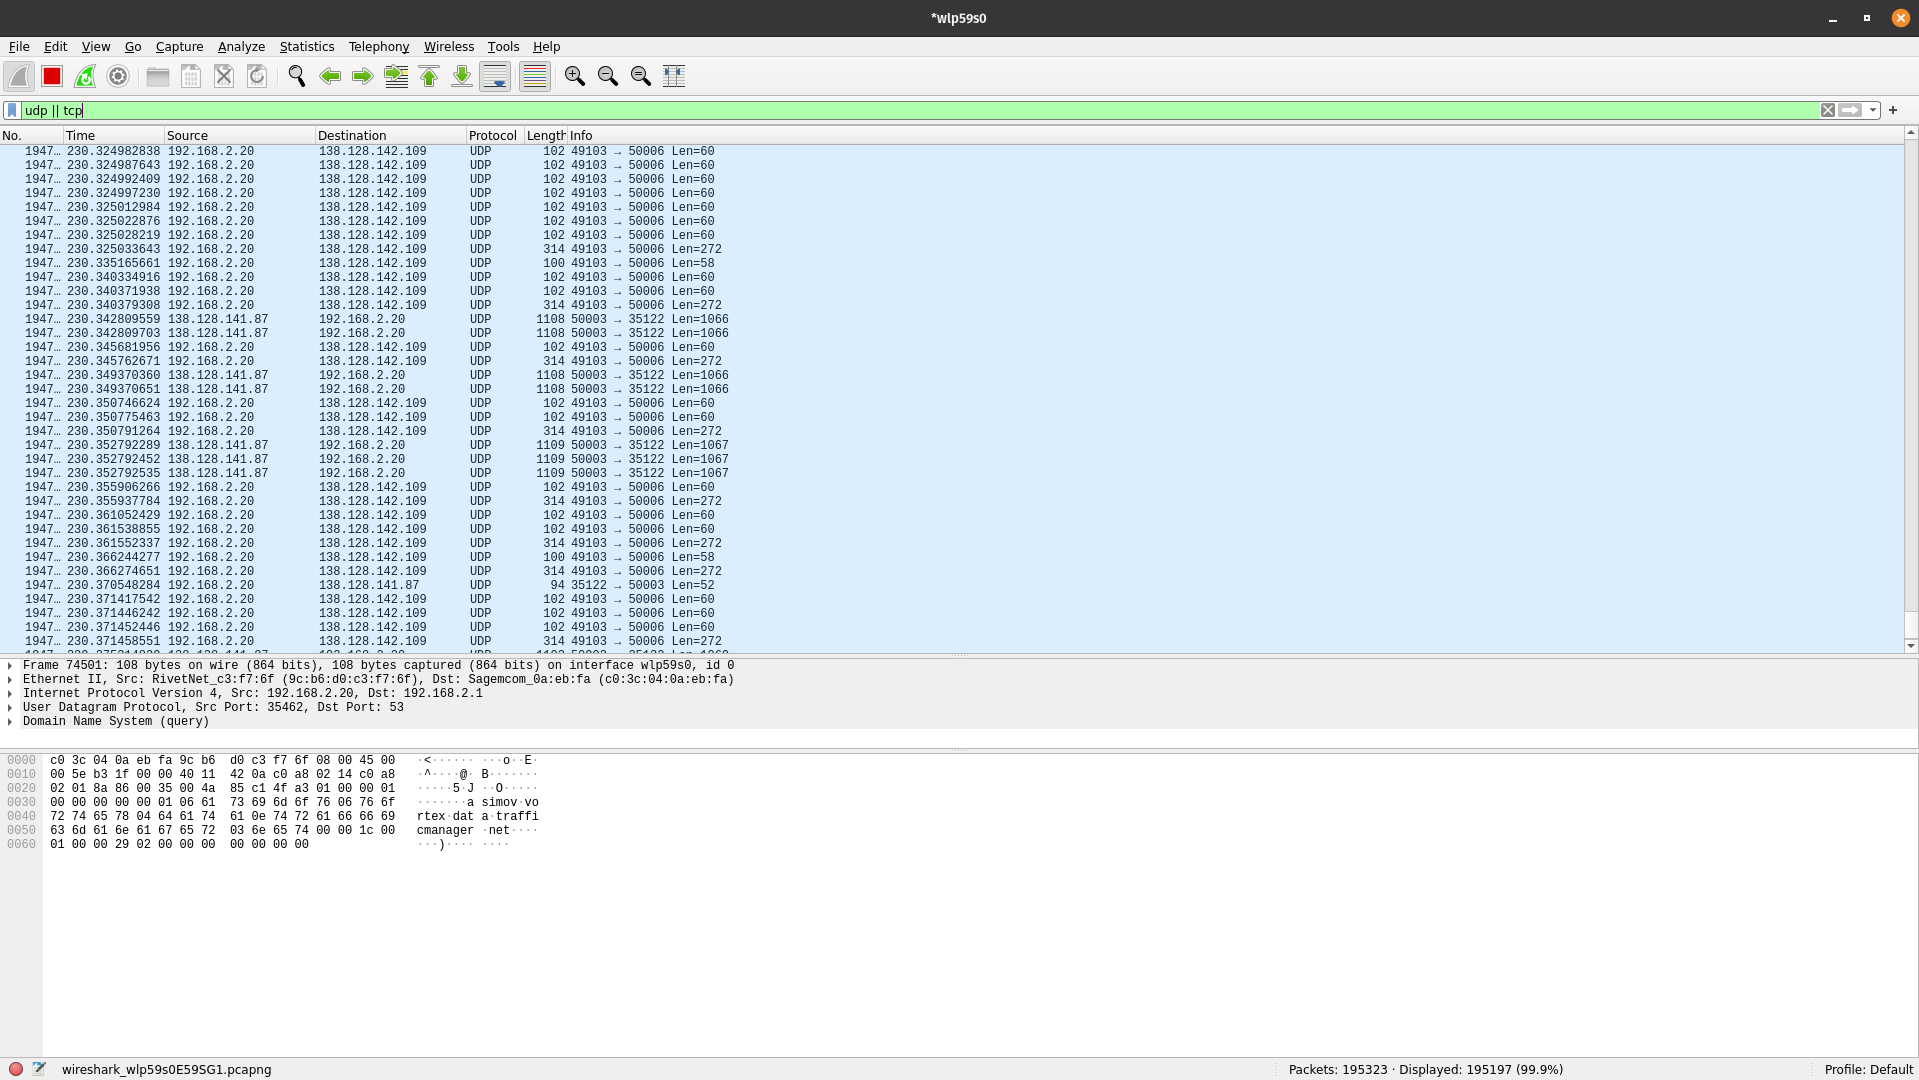 *wlp59s0
File Edit View Go Capture Analyze Statistics Telephony Wireless Tools Help
udp || tcp
No. Time Source Destination Protocol Length Info
1947… 230.324982838 192.168.2.20 138.128.142.109 UDP 102 49103 → 50006 Len=60
1947… 230.324987643 192.168.2.20 138.128.142.109 UDP 102 49103 → 50006 Len=60
1947… 230.324992409 192.168.2.20 138.128.142.109 UDP 102 49103 → 50006 Len=60
1947… 230.324997230 192.168.2.20 138.128.142.109 UDP 102 49103 → 50006 Len=60
1947… 230.325012984 192.168.2.20 138.128.142.109 UDP 102 49103 → 50006 Len=60
1947… 230.325022876 192.168.2.20 138.128.142.109 UDP 102 49103 → 50006 Len=60
1947… 230.325028219 192.168.2.20 138.128.142.109 UDP 102 49103 → 50006 Len=60
1947… 230.325033643 192.168.2.20 138.128.142.109 UDP 314 49103 → 50006 Len=272
1947… 230.335165661 192.168.2.20 138.128.142.109 UDP 100 49103 → 50006 Len=58
1947… 230.340334916 192.168.2.20 138.128.142.109 UDP 102 49103 → 50006 Len=60
1947… 230.340371938 192.168.2.20 138.128.142.109 UDP 102 49103 → 50006 Len=60
1947… 230.340379308 192.168.2.20 138.128.142.109 UDP 314 49103 → 50006 Len=272
1947… 230.342809559 138.128.141.87 192.168.2.20 UDP 1108 50003 → 35122 Len=1066
1947… 230.342809703 138.128.141.87 192.168.2.20 UDP 1108 50003 → 35122 Len=1066
1947… 230.345681956 192.168.2.20 138.128.142.109 UDP 102 49103 → 50006 Len=60
1947… 230.345762671 192.168.2.20 138.128.142.109 UDP 314 49103 → 50006 Len=272
1947… 230.349370360 138.128.141.87 192.168.2.20 UDP 1108 50003 → 35122 Len=1066
1947… 230.349370651 138.128.141.87 192.168.2.20 UDP 1108 50003 → 35122 Len=1066
1947… 230.350746624 192.168.2.20 138.128.142.109 UDP 102 49103 → 50006 Len=60
1947… 230.350775463 192.168.2.20 138.128.142.109 UDP 102 49103 → 50006 Len=60
1947… 230.350791264 192.168.2.20 138.128.142.109 UDP 314 49103 → 50006 Len=272
1947… 230.352792289 138.128.141.87 192.168.2.20 UDP 1109 50003 → 35122 Len=1067
1947… 230.352792452 138.128.141.87 192.168.2.20 UDP 1109 50003 → 35122 Len=1067
1947… 230.352792535 138.128.141.87 192.168.2.20 UDP 1109 50003 → 35122 Len=1067
1947… 230.355906266 192.168.2.20 138.128.142.109 UDP 102 49103 → 50006 Len=60
1947… 230.355937784 192.168.2.20 138.128.142.109 UDP 314 49103 → 50006 Len=272
1947… 230.361052429 192.168.2.20 138.128.142.109 UDP 102 49103 → 50006 Len=60
1947… 230.361538855 192.168.2.20 138.128.142.109 UDP 102 49103 → 50006 Len=60
1947… 230.361552337 192.168.2.20 138.128.142.109 UDP 314 49103 → 50006 Len=272
1947… 230.366244277 192.168.2.20 138.128.142.109 UDP 100 49103 → 50006 Len=58
1947… 230.366274651 192.168.2.20 138.128.142.109 UDP 314 49103 → 50006 Len=272
1947… 230.370548284 192.168.2.20 138.128.141.87 UDP 94 35122 → 50003 Len=52
1947… 230.371417542 192.168.2.20 138.128.142.109 UDP 102 49103 → 50006 Len=60
1947… 230.371446242 192.168.2.20 138.128.142.109 UDP 102 49103 → 50006 Len=60
1947… 230.371452446 192.168.2.20 138.128.142.109 UDP 102 49103 → 50006 Len=60
1947… 230.371458551 192.168.2.20 138.128.142.109 UDP 314 49103 → 50006 Len=272
Frame 74501: 108 bytes on wire (864 bits), 108 bytes captured (864 bits) on interface wlp59s0, id 0
Ethernet II, Src: RivetNet_c3:f7:6f (9c:b6:d0:c3:f7:6f), Dst: Sagemcom_0a:eb:fa (c0:3c:04:0a:eb:fa)
Internet Protocol Version 4, Src: 192.168.2.20, Dst: 192.168.2.1
User Datagram Protocol, Src Port: 35462, Dst Port: 53
Domain Name System (query)
0000 c0 3c 04 0a eb fa 9c b6 d0 c3 f7 6f 08 00 45 00 ·<······ ···o··E·
0010 00 5e b3 1f 00 00 40 11 42 0a c0 a8 02 14 c0 a8 ·^····@· B·······
0020 02 01 8a 86 00 35 00 4a 85 c1 4f a3 01 00 00 01 ·····5·J ··O·····
0030 00 00 00 00 00 01 06 61 73 69 6d 6f 76 06 76 6f ·······a simov·vo
0040 72 74 65 78 04 64 61 74 61 0e 74 72 61 66 66 69 rtex·dat a·traffi
0050 63 6d 61 6e 61 67 65 72 03 6e 65 74 00 00 1c 00 cmanager ·net····
0060 01 00 00 29 02 00 00 00 00 00 00 00 ···)···· ····
wireshark_wlp59s0E59SG1.pcapng Packets: 195323 · Displayed: 195197 (99.9%) Profile: Default